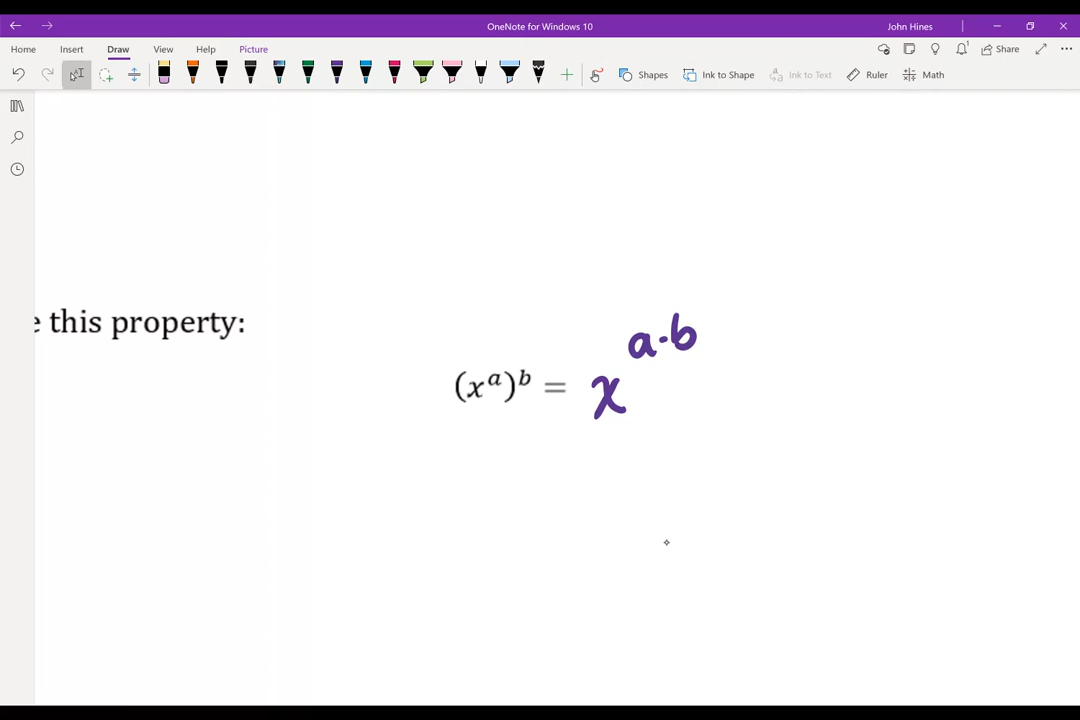 OneNote for Windows 10
John Hines
Home Insert Draw View Help Picture
Share
Shapes Ink to Shape Ink to Text Ruler Math
e this property:
(xᵃ)ᵇ = x^{a·b}